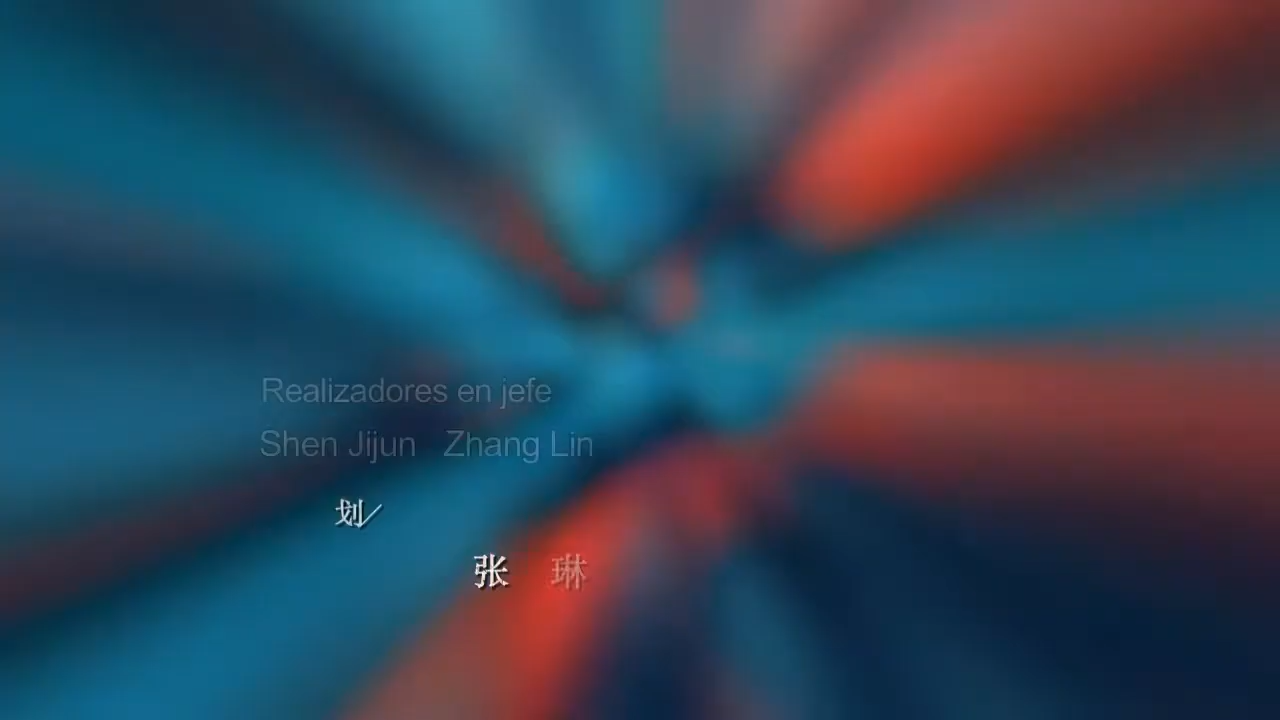 Realizadores en jefe
Shen Jijun Zhang Lin
划/
张 琳